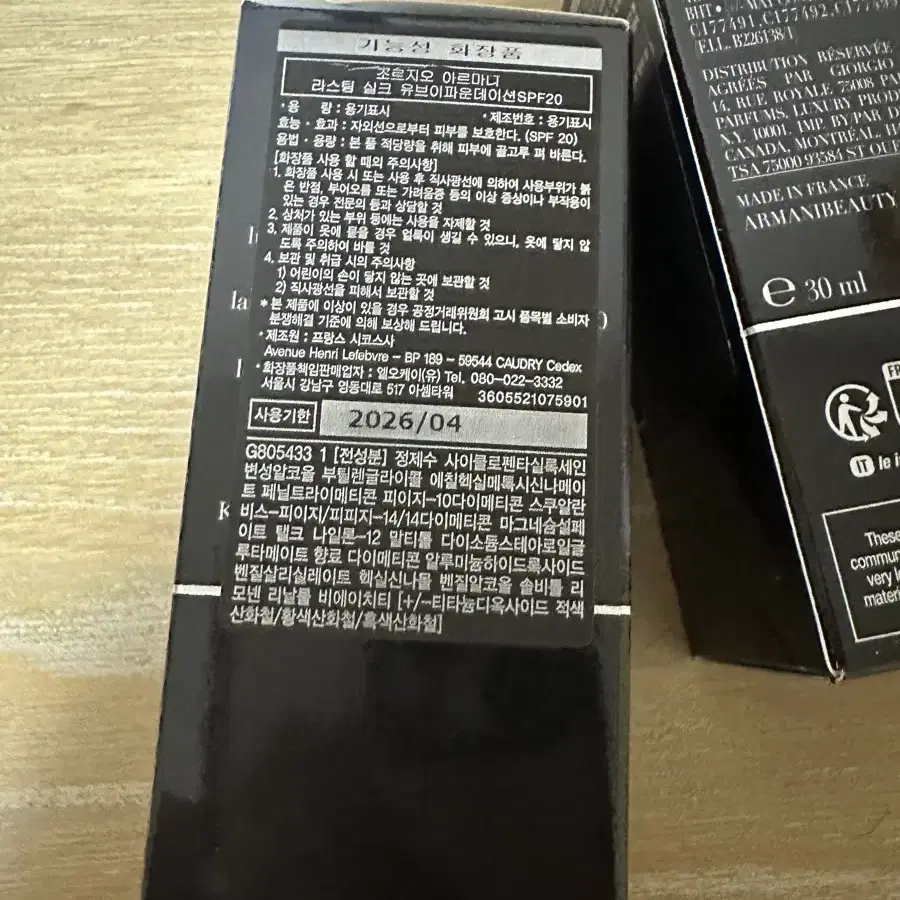 기능성 화장품
조르지오 아르마니
라스팅 실크 유브이파운데이션SPF20
・용 량 : 용기표시 ・제조번호 : 용기표시
효능・효과 : 자외선으로부터 피부를 보호한다. (SPF 20)
용법・용량 : 본 품 적당량을 취해 피부에 골고루 펴 바른다.
[화장품 사용 할 때의 주의사항]
1. 화장품 사용 시 또는 사용 후 직사광선에 의하여 사용부위가 붉
은 반점, 부어오름 또는 가려움증 등의 이상 증상이나 부작용이
있는 경우 전문의 등과 상담할 것
2. 상처가 있는 부위 등에는 사용을 자제할 것
3. 제품이 옷에 묻을 경우 얼룩이 생길 수 있으니, 옷에 닿지 않
도록 주의하여 바를 것
4. 보관 및 취급 시의 주의사항
1) 어린이의 손이 닿지 않는 곳에 보관할 것
2) 직사광선을 피해서 보관할 것
* 본 제품에 이상이 있을 경우 공정거래위원회 고시 품목별 소비자
분쟁해결 기준에 의해 보상해 드립니다.
・제조원 : 프랑스 시코스사
Avenue Henri Lefebvre – BP 189 – 59544 CAUDRY Cedex
・화장품책임판매업자 : 엘오케이(유) Tel. 080-022-3332
서울시 강남구 영동대로 517 아셈타워 3605521075901
사용기한 2026/04
G805433 1 [전성분] 정제수 사이클로펜타실록세인
변성알코올 부틸렌글라이콜 에칠헥실메톡시신나메이
트 페닐트라이메티콘 피이지-10다이메티콘 스쿠알란
비스-피이지/피피지-14/14다이메티콘 마그네슘설페
이트 탤크 나일론-12 말티톨 다이소듐스테아로일글
루타메이트 향료 다이메티콘 알루미늄하이드록사이드
벤질살리실레이트 헥실신나몰 벤질알코올 솔비톨 리
모넨 리날롤 비에이치티 [+/-티타늄디옥사이드 적색
산화철/황색산화철/흑색산화철]
C177491, C177492, C177499
F.I.L. B226138/1
DISTRIBUTION RÉSERVÉE
AGRÉÉS PAR GIORGIO
14, RUE ROYALE 75008 PA
PARFUMS, LUXURY PROD
NY, 10001. IMP. BY/PAR D
CANADA, MONTRÉAL, H
TSA 75000 93584 ST OUE
MADE IN FRANCE
ARMANIBEAUTY
e 30 ml
FR
IT le i
These
commun
very l
materi